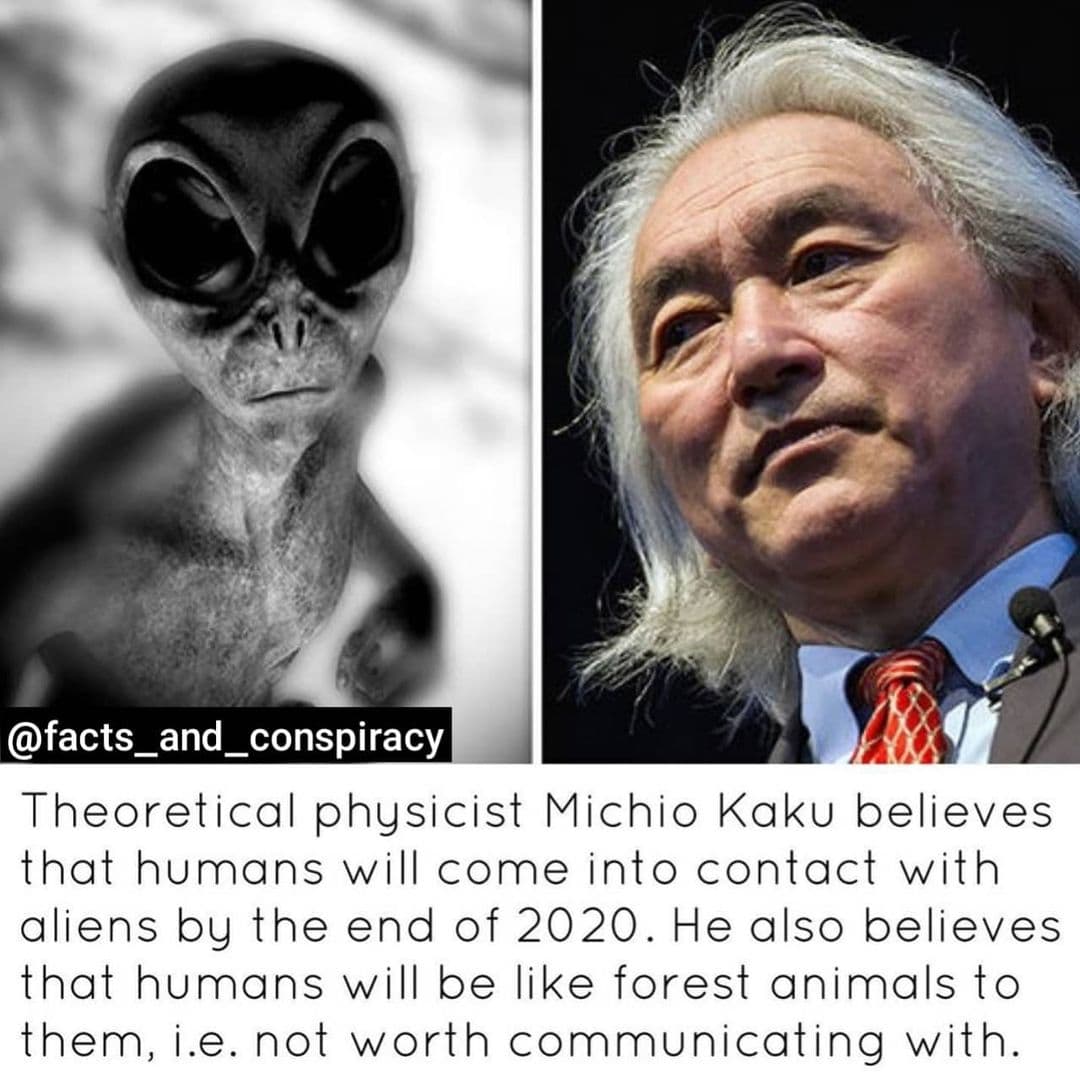 @facts_and_conspiracy
Theoretical physicist Michio Kaku believes
that humans will come into contact with
aliens by the end of 2020. He also believes
that humans will be like forest animals to
them, i.e. not worth communicating with.